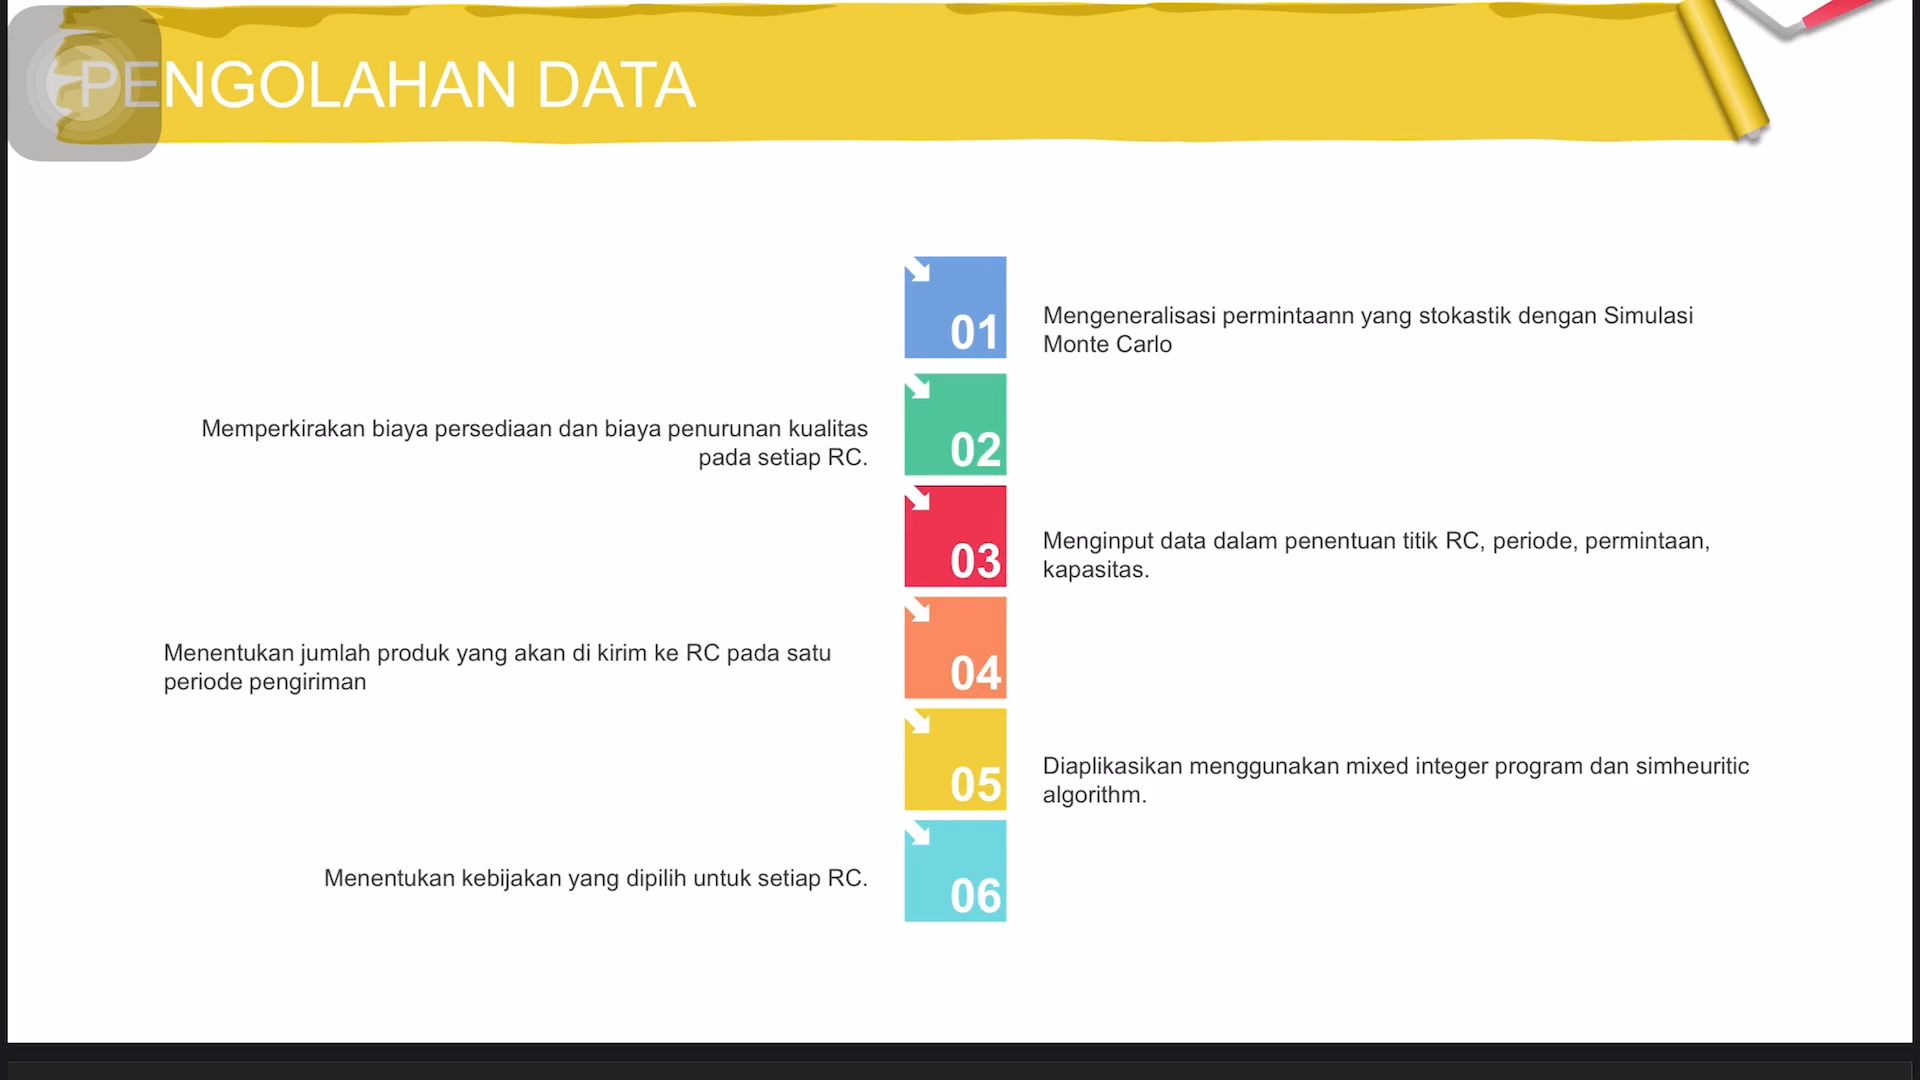 PENGOLAHAN DATA
01
Mengeneralisasi permintaann yang stokastik dengan Simulasi
Monte Carlo
Memperkirakan biaya persediaan dan biaya penurunan kualitas
pada setiap RC.
02
03
Menginput data dalam penentuan titik RC, periode, permintaan,
kapasitas.
Menentukan jumlah produk yang akan di kirim ke RC pada satu
periode pengiriman
04
05
Diaplikasikan menggunakan mixed integer program dan simheuritic
algorithm.
Menentukan kebijakan yang dipilih untuk setiap RC.
06